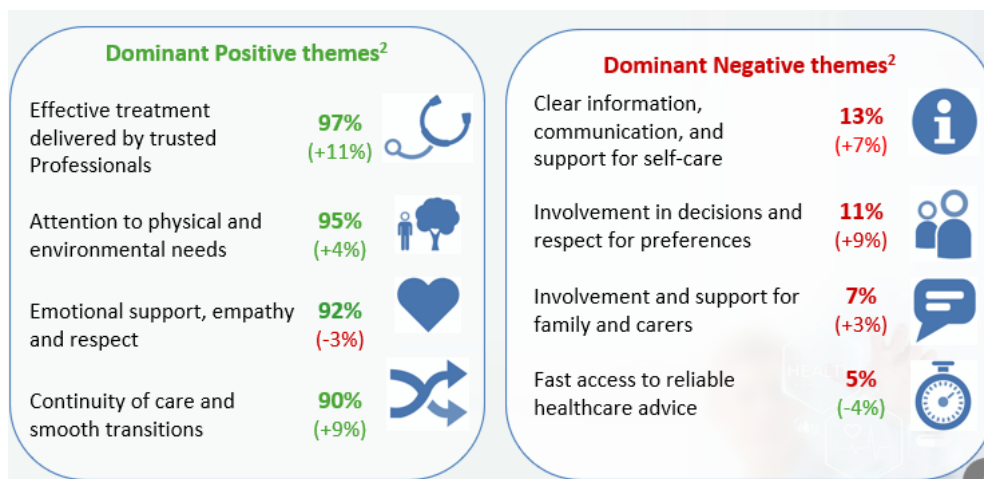 Dominant Positive themes²
Effective treatment
delivered by trusted
Professionals
97%
(+11%)
Attention to physical and
environmental needs
95%
(+4%)
Emotional support, empathy
and respect
92%
(-3%)
Continuity of care and
smooth transitions
90%
(+9%)
Dominant Negative themes²
Clear information,
communication, and
support for self-care
13%
(+7%)
Involvement in decisions and
respect for preferences
11%
(+9%)
Involvement and support for
family and carers
7%
(+3%)
Fast access to reliable
healthcare advice
5%
(-4%)